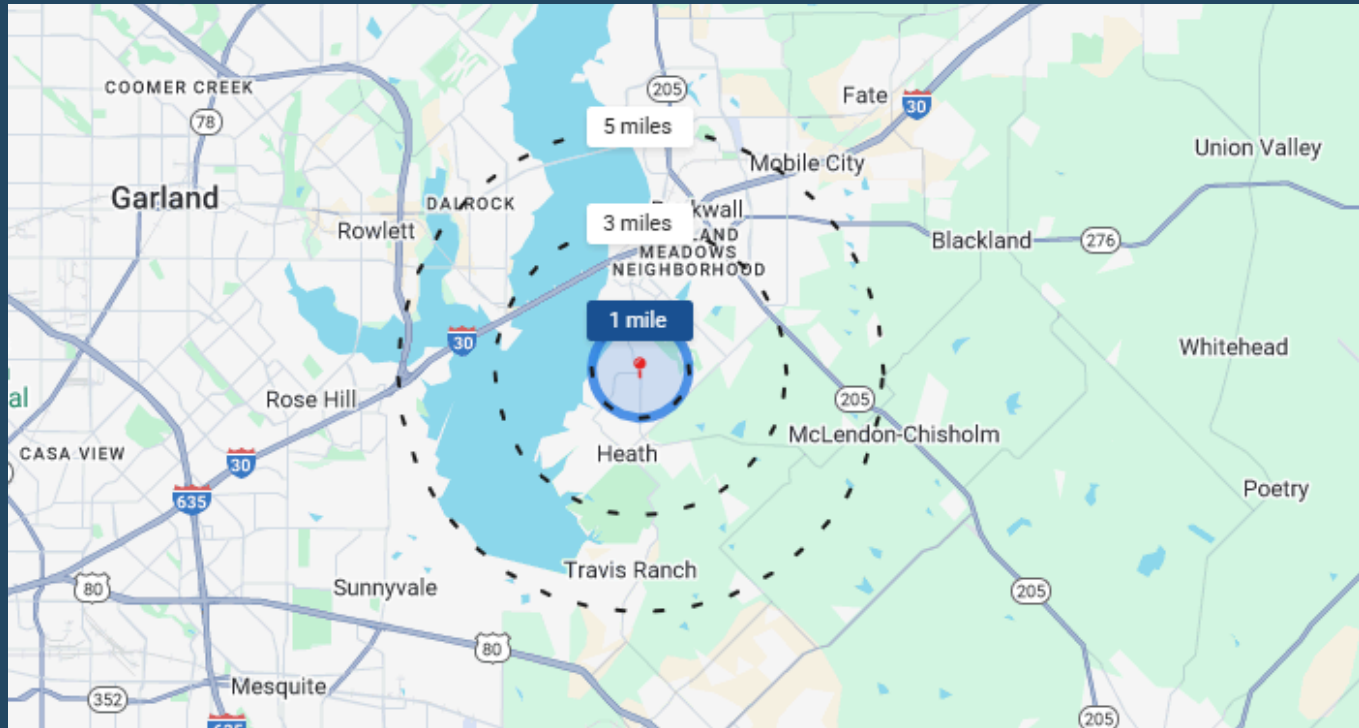 COOMER CREEK
205
Fate
30
78
5 miles
Union Valley
Mobile City
Garland
DALROCK
3 miles
Rowlett
Blackland
276
MEADOWS
NEIGHBORHOOD
1 mile
30
Whitehead
Rose Hill
205
McLendon-Chisholm
CASA VIEW
Heath
30
635
Poetry
Travis Ranch
80
Sunnyvale
205
80
Mesquite
352
205